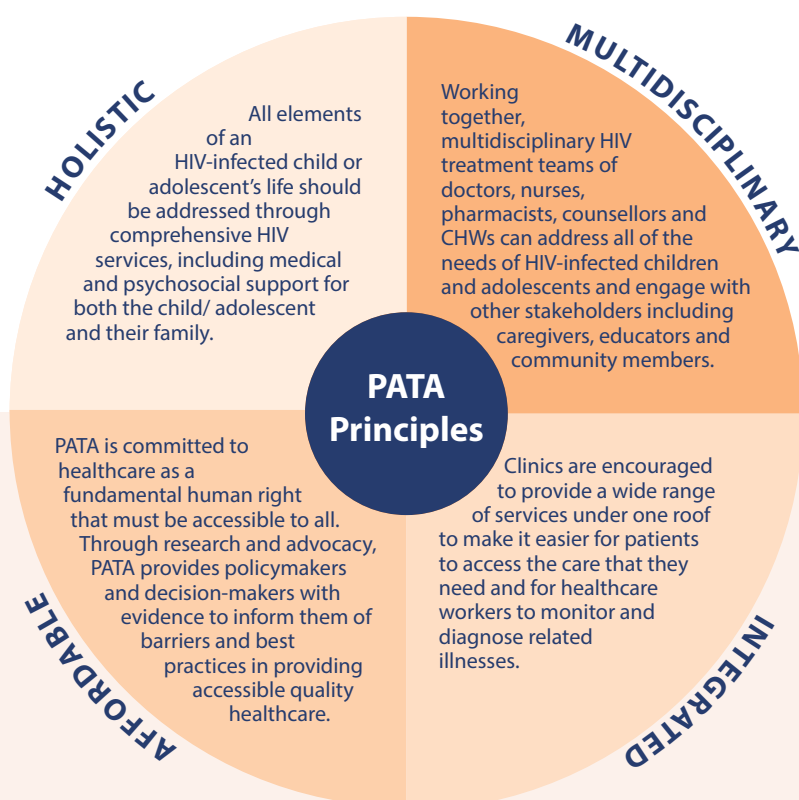 HOLISTIC
All elements
of an
HIV-infected child or
adolescent's life should
be addressed through
comprehensive HIV
services, including medical
and psychosocial support for
both the child/ adolescent
and their family.
MULTIDISCIPLINARY
Working
together,
multidisciplinary HIV
treatment teams of
doctors, nurses,
pharmacists, counsellors and
CHWs can address all of the
needs of HIV-infected children
and adolescents and engage with
other stakeholders including
caregivers, educators and
community members.
PATA
Principles
AFFORDABLE
PATA is committed to
healthcare as a
fundamental human right
that must be accessible to all.
Through research and advocacy,
PATA provides policymakers
and decision-makers with
evidence to inform them of
barriers and best
practices in providing
accessible quality
healthcare.
INTEGRATED
Clinics are encouraged
to provide a wide range
of services under one roof
to make it easier for patients
to access the care that they
need and for healthcare
workers to monitor and
diagnose related
illnesses.